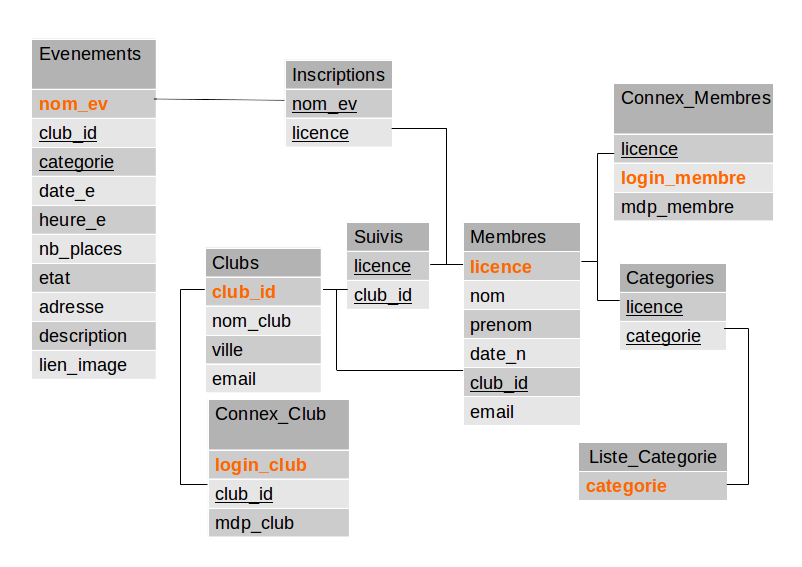 Evenements
nom_ev
club_id
categorie
date_e
heure_e
nb_places
etat
adresse
description
lien_image
Inscriptions
nom_ev
licence
Connex_Membres
licence
login_membre
mdp_membre
Suivis
licence
club_id
Membres
licence
nom
prenom
date_n
club_id
email
Clubs
club_id
nom_club
ville
email
Categories
licence
categorie
Connex_Club
login_club
club_id
mdp_club
Liste_Categorie
categorie